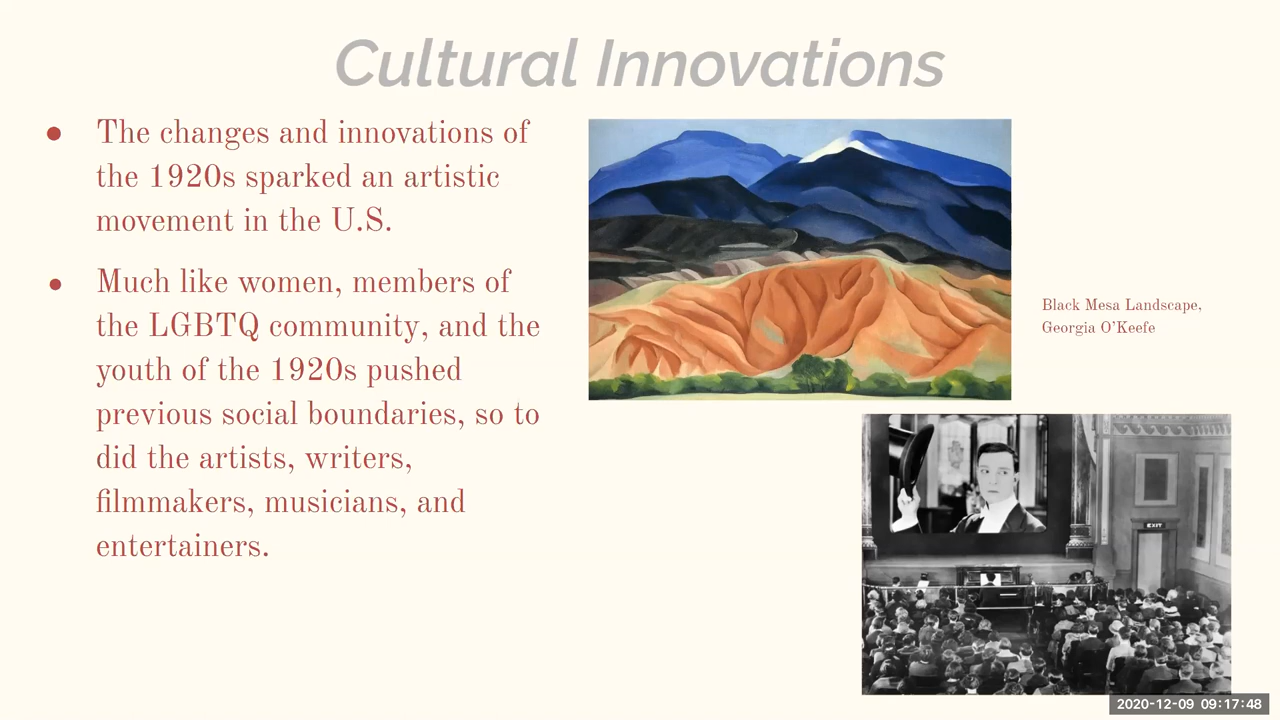 Cultural Innovations
● The changes and innovations of
the 1920s sparked an artistic
movement in the U.S.
● Much like women, members of
the LGBTQ community, and the
youth of the 1920s pushed
previous social boundaries, so to
did the artists, writers,
filmmakers, musicians, and
entertainers.
Black Mesa Landscape,
Georgia O'Keefe
EXIT
2020-12-09 09:17:48